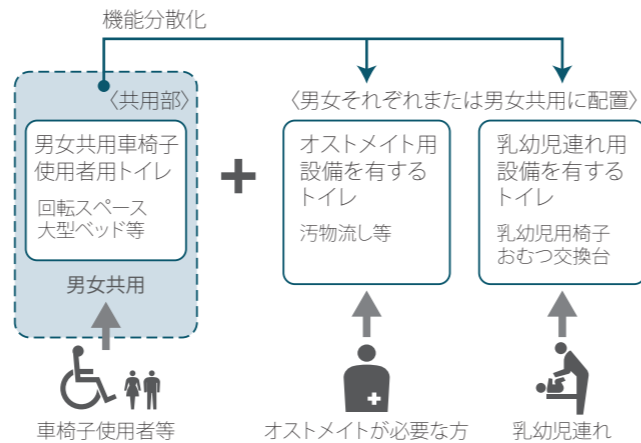 機能分散化
〈共用部〉
男女共用車椅子
使用者用トイレ
回転スペース
大型ベッド等
男女共用
車椅子使用者等
〈男女それぞれまたは男女共用に配置〉
オストメイト用
設備を有する
トイレ
汚物流し等
オストメイトが必要な方
乳幼児連れ用
設備を有する
トイレ
乳幼児用椅子
おむつ交換台
乳幼児連れ